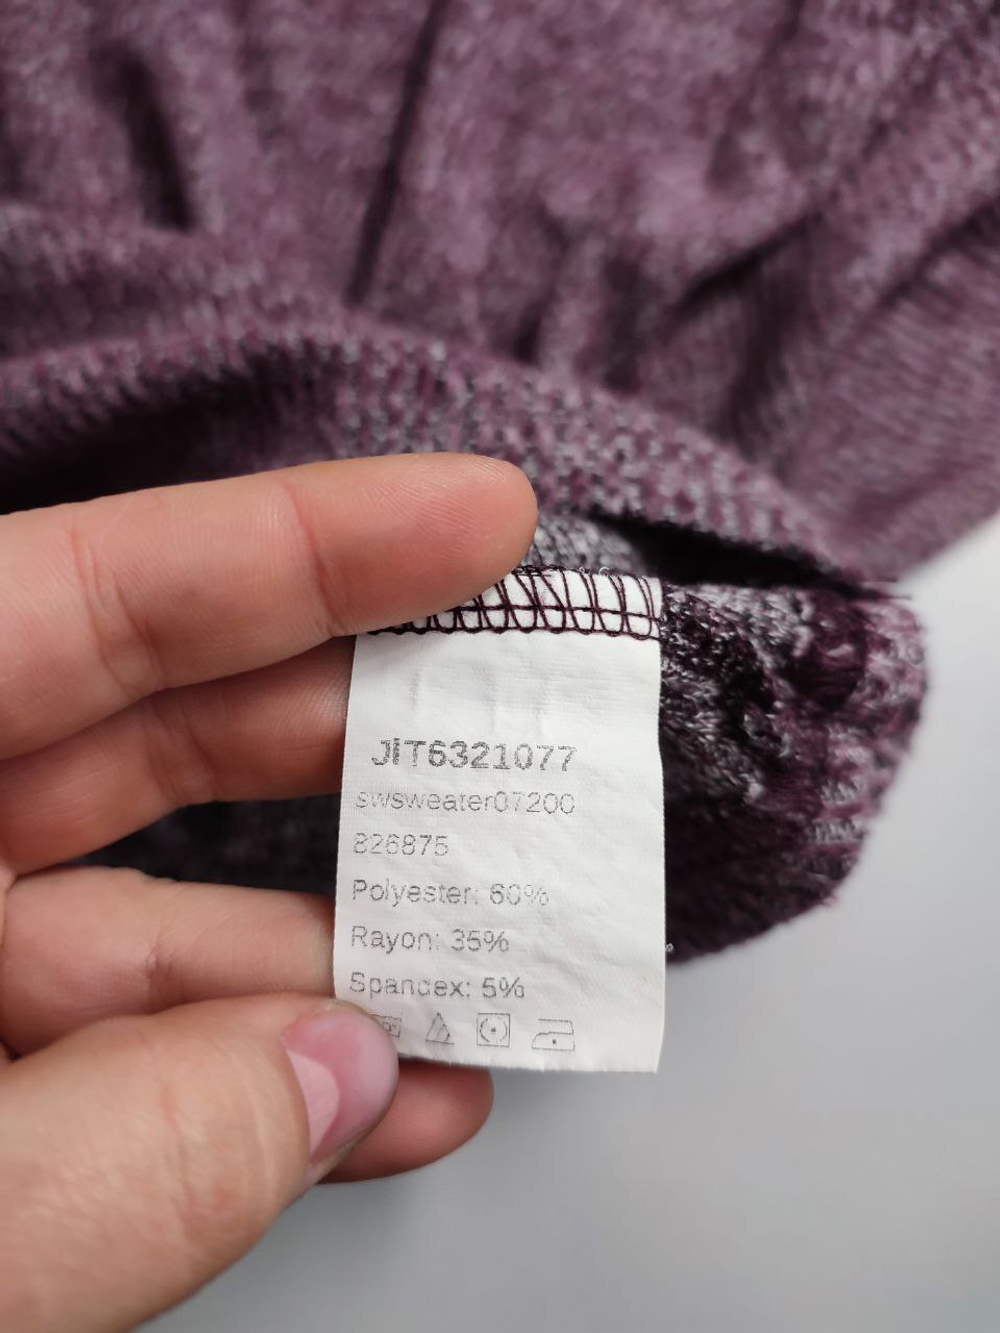 JIT6321077
swsweater07200
826875
Polyester: 60%
Rayon: 35%
Spandex: 5%